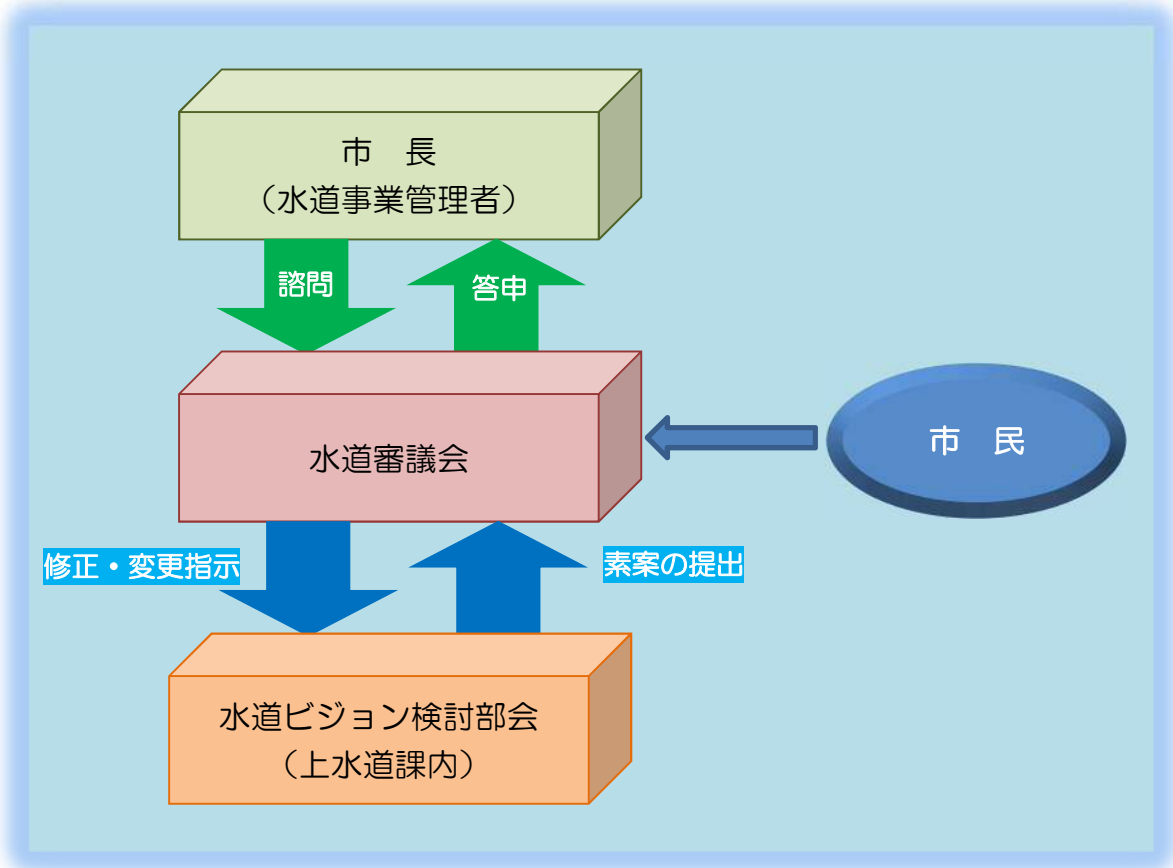 市　長
（水道事業管理者）
諮問
答申
水道審議会
市　民
修正・変更指示
素案の提出
水道ビジョン検討部会
（上水道課内）